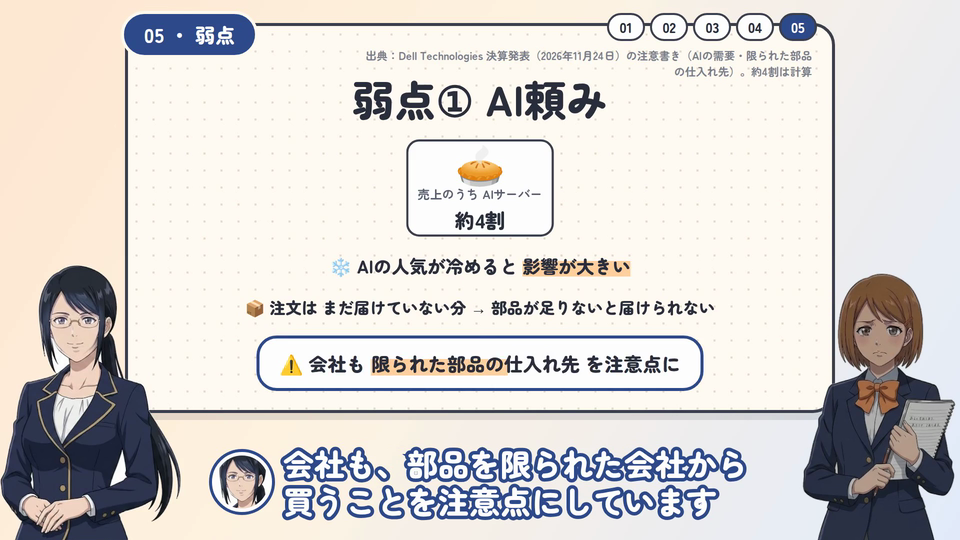 05 ・ 弱点
01 02 03 04 05
出典：Dell Technologies 決算発表（2026年11月24日）の注意書き（AIの需要・限られた部品
の仕入れ先）。約4割は計算
弱点① AI頼み
売上のうち AIサーバー
約4割
AIの人気が冷めると 影響が大きい
注文は まだ届けていない分 → 部品が足りないと届けられない
会社も 限られた部品の仕入れ先 を注意点に
会社も、部品を限られた会社から
買うことを注意点にしています